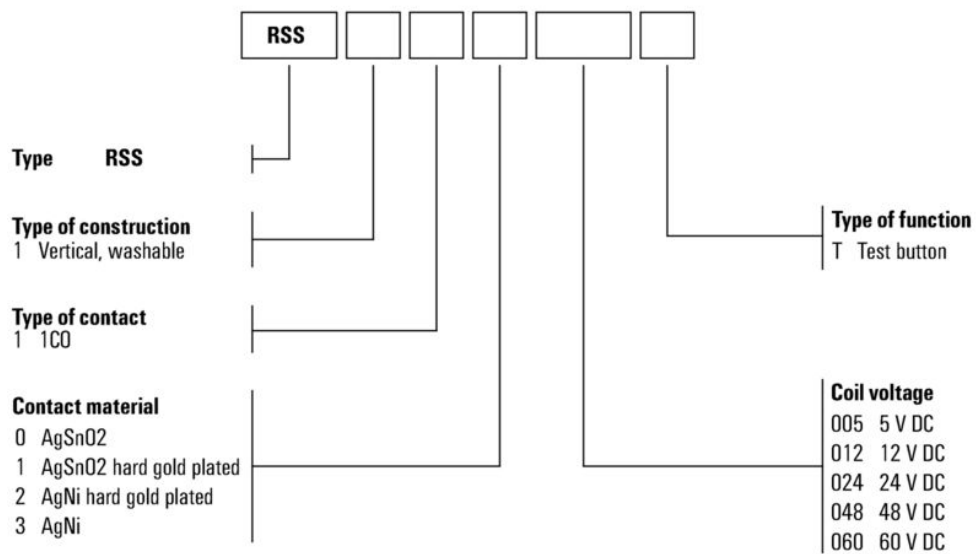 RSS
Type RSS
Type of construction
1 Vertical, washable
Type of contact
1 1CO
Contact material
0 AgSnO2
1 AgSnO2 hard gold plated
2 AgNi hard gold plated
3 AgNi
Type of function
T Test button
Coil voltage
005 5 V DC
012 12 V DC
024 24 V DC
048 48 V DC
060 60 V DC